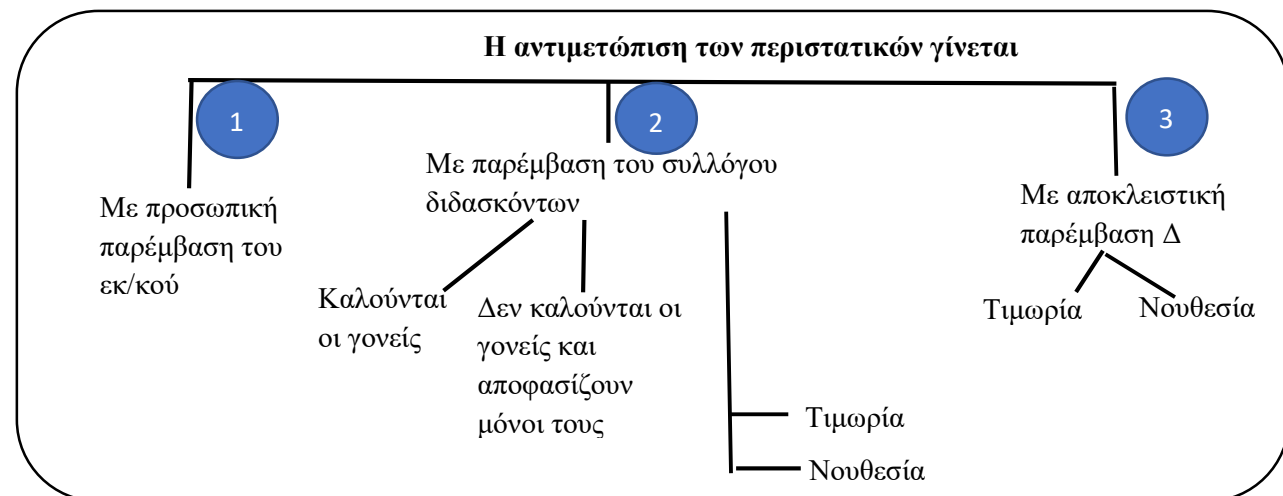 Η αντιμετώπιση των περιστατικών γίνεται
1
2
3
Με προσωπική
παρέμβαση του
εκ/κού
Με παρέμβαση του συλλόγου
διδασκόντων
Καλούνται
οι γονείς
Δεν καλούνται οι
γονείς και
αποφασίζουν
μόνοι τους
Τιμωρία
Νουθεσία
Με αποκλειστική
παρέμβαση Δ
Τιμωρία
Νουθεσία